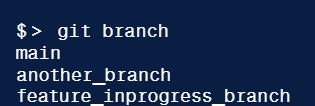 $> git branch
main
another_branch
feature_inprogress_branch